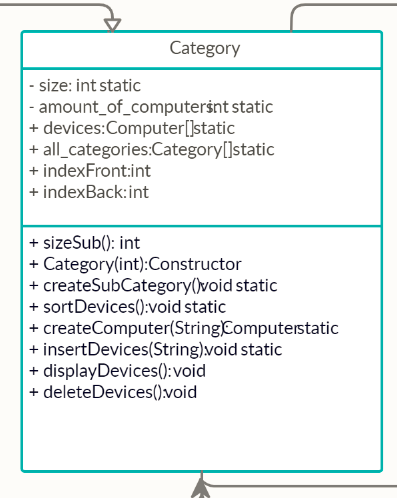 Category
- size: int static
- amount_of_computers:int static
+ devices:Computer[]static
+ all_categories:Category[]static
+ indexFront:int
+ indexBack:int
+ sizeSub(): int
+ Category(int):Constructor
+ createSubCategory():void static
+ sortDevices():void static
+ createComputer(String):Computer static
+ insertDevices(String):void static
+ displayDevices():void
+ deleteDevices():void